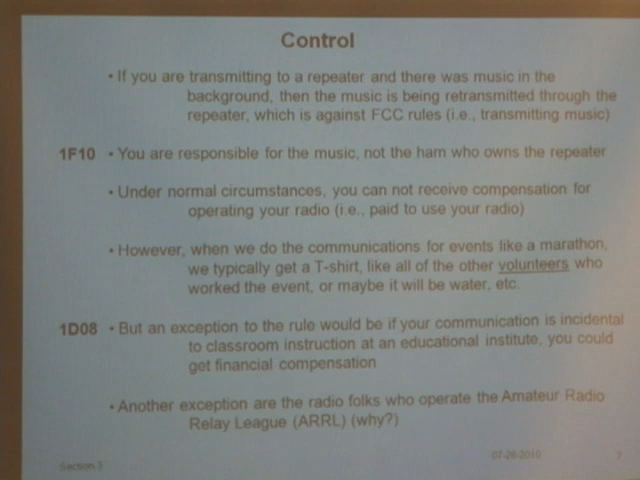 Control
• If you are transmitting to a repeater and there was music in the
background, then the music is being retransmitted through the
repeater, which is against FCC rules (i.e., transmitting music)
1F10 • You are responsible for the music, not the ham who owns the repeater
• Under normal circumstances, you can not receive compensation for
operating your radio (i.e., paid to use your radio)
• However, when we do the communications for events like a marathon,
we typically get a T-shirt, like all of the other volunteers who
worked the event, or maybe it will be water, etc.
1D08 • But an exception to the rule would be if your communication is incidental
to classroom instruction at an educational institute, you could
get financial compensation
• Another exception are the radio folks who operate the Amateur Radio
Relay League (ARRL) (why?)
Section 3 07-26-2010 7